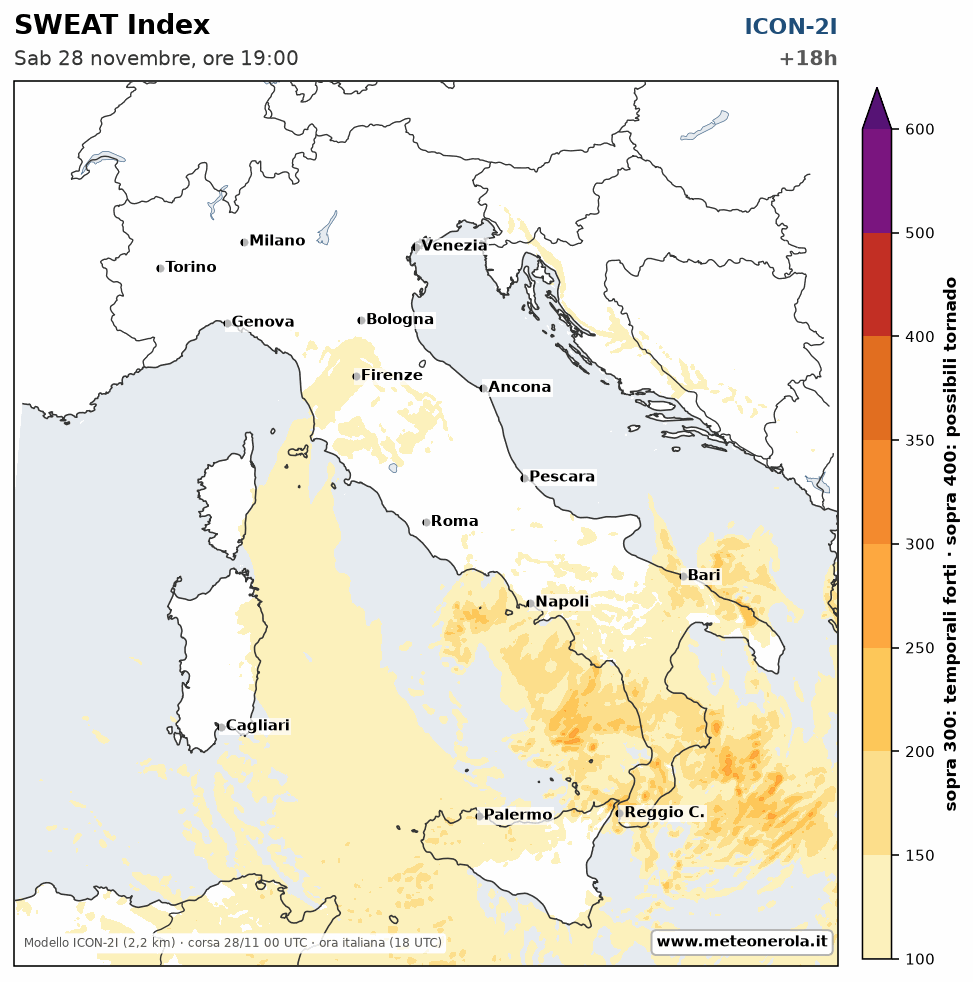 SWEAT Index
ICON-2I
Sab 28 novembre, ore 19:00
+18h
Milano
Venezia
Torino
Genova
Bologna
Firenze
Ancona
Pescara
Roma
Bari
Napoli
Cagliari
Palermo
Reggio C.
600
500
400
350
300
250
200
150
100
sopra 300: temporali forti · sopra 400: possibili tornado
Modello ICON-2I (2,2 km) · corsa 28/11 00 UTC · ora italiana (18 UTC)
www.meteonerola.it